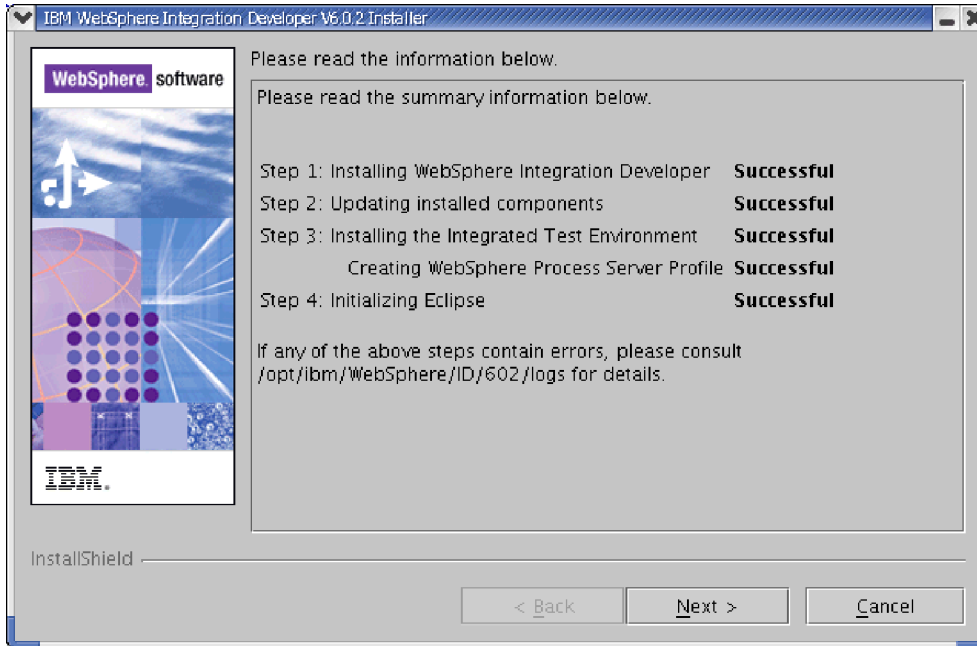 IBM WebSphere Integration Developer V6.0.2 Installer
WebSphere. software
Please read the information below.
Please read the summary information below.
Step 1: Installing WebSphere Integration Developer Successful
Step 2: Updating installed components Successful
Step 3: Installing the Integrated Test Environment Successful
Creating WebSphere Process Server Profile Successful
Step 4: Initializing Eclipse Successful
If any of the above steps contain errors, please consult
/opt/ibm/WebSphere/ID/602/logs for details.
IBM.
InstallShield
< Back Next > Cancel